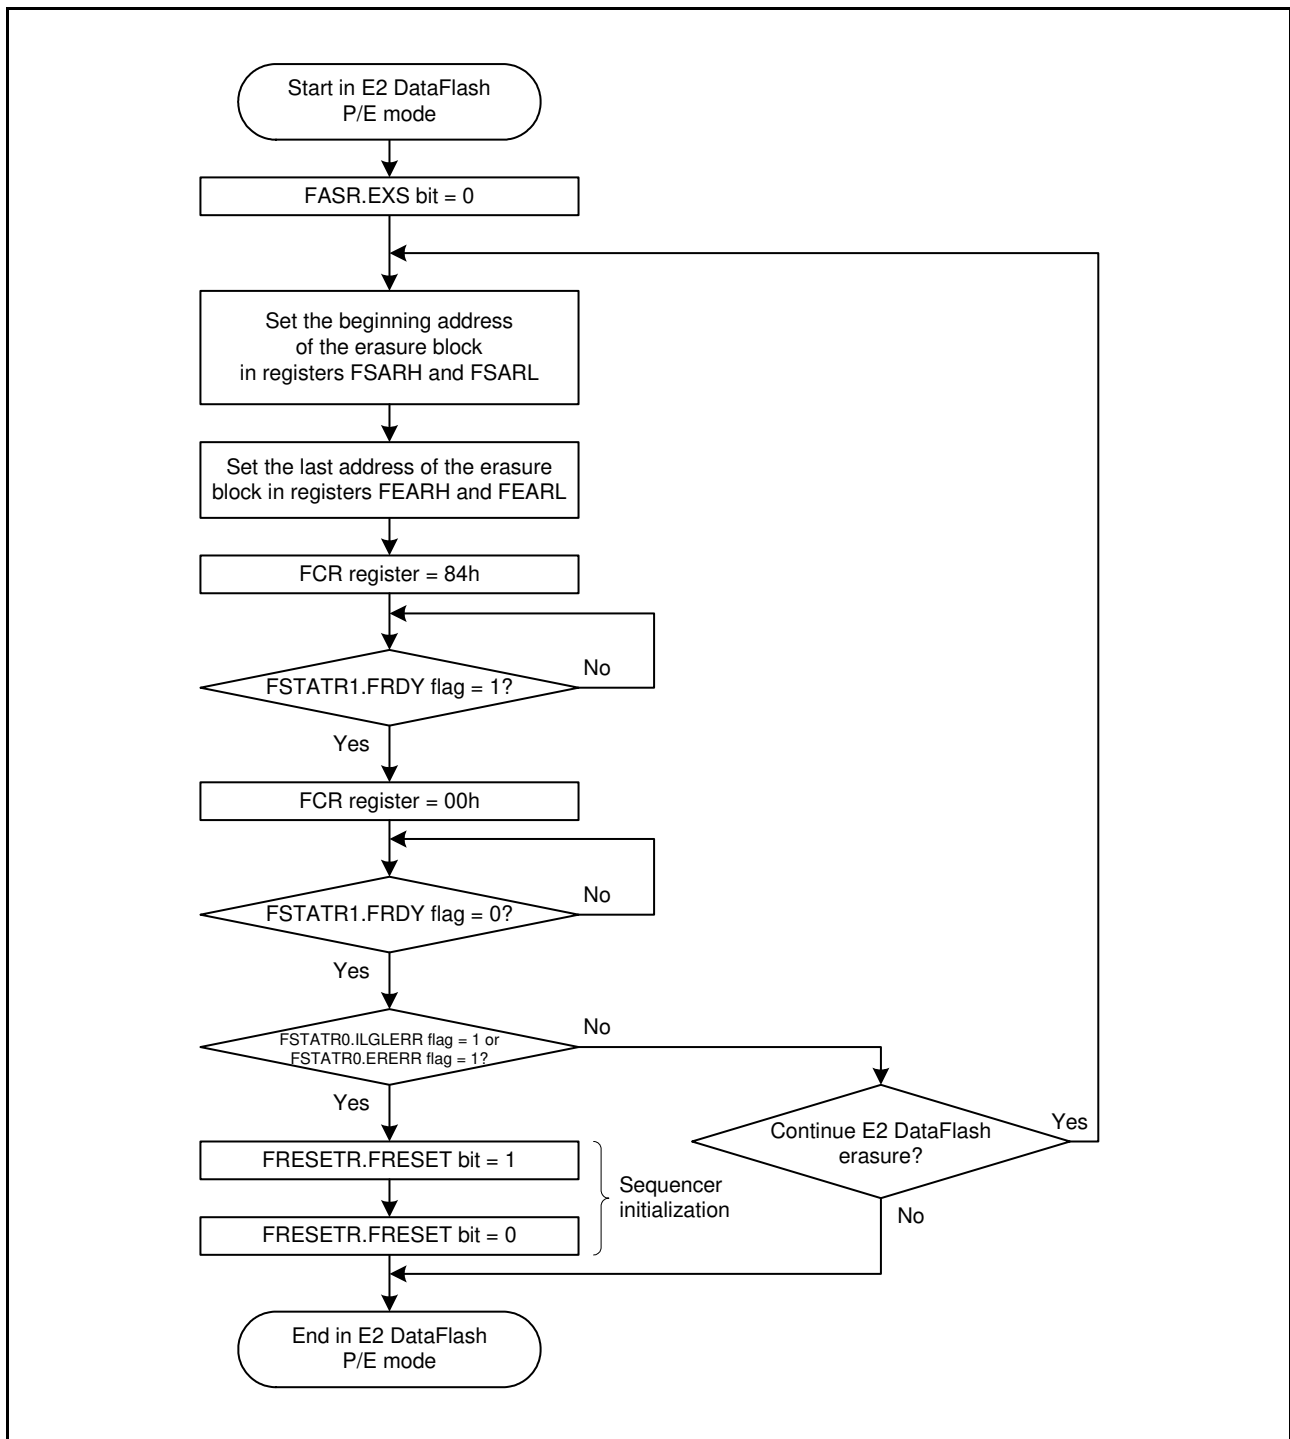 Start in E2 DataFlash
P/E mode
FASR.EXS bit = 0
Set the beginning address
of the erasure block
in registers FSARH and FSARL
Set the last address of the erasure
block in registers FEARH and FEARL
FCR register = 84h
FSTATR1.FRDY flag = 1?
No
Yes
FCR register = 00h
FSTATR1.FRDY flag = 0?
No
Yes
FSTATR0.ILGLERR flag = 1 or
FSTATR0.ERERR flag = 1?
No
Yes
Continue E2 DataFlash
erasure?
Yes
No
FRESETR.FRESET bit = 1
FRESETR.FRESET bit = 0
Sequencer
initialization
End in E2 DataFlash
P/E mode